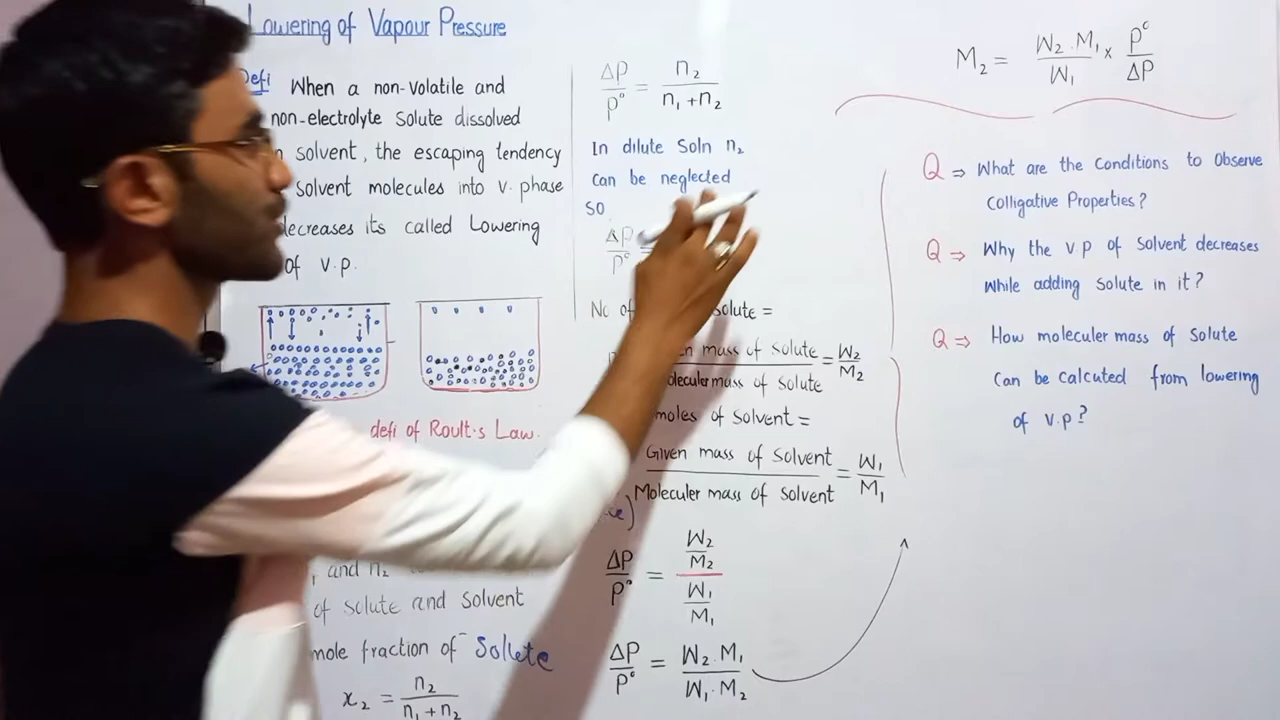 Lowering of Vapour Pressure
Defi When a non-volatile and
non-electrolyte Solute dissolved
solvent, the escaping tendency
solvent molecules into v. phase
decreases its called Lowering
of v.p.
defi of Roult's Law.
and n₂
of solute and solvent
mole fraction of Sollete
x₂ = n₂ / (n₁ + n₂)
ΔP / P° = n₂ / (n₁ + n₂)
In dilute Soln n₂
Can be neglected
SO
ΔP / P° =
No of solute =
mass of solute / Moleculer mass of solute = W₂ / M₂
moles of Solvent =
Given mass of Solvent / Moleculer mass of Solvent = W₁ / M₁
ΔP / P° = (W₂ / M₂) / (W₁ / M₁)
ΔP / P° = W₂ . M₁ / W₁ . M₂
M₂ = W₂ . M₁ / W₁ × P° / ΔP
Q ⇒ What are the Conditions to Observe
Colligative Properties?
Q ⇒ Why the v p of Solvent decreases
While adding Solute in it?
Q ⇒ How moleculer mass of Solute
Can be calcuted from lowering
of v.p?